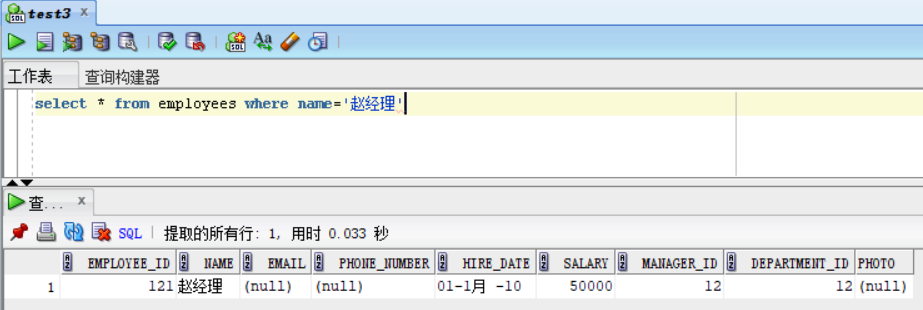 test3
工作表 查询构建器
select * from employees where name='赵经理'
查...
SQL | 提取的所有行: 1, 用时 0.033 秒
EMPLOYEE_ID NAME EMAIL PHONE_NUMBER HIRE_DATE SALARY MANAGER_ID DEPARTMENT_ID PHOTO
1 121 赵经理 (null) (null) 01-1月 -10 50000 12 12 (null)